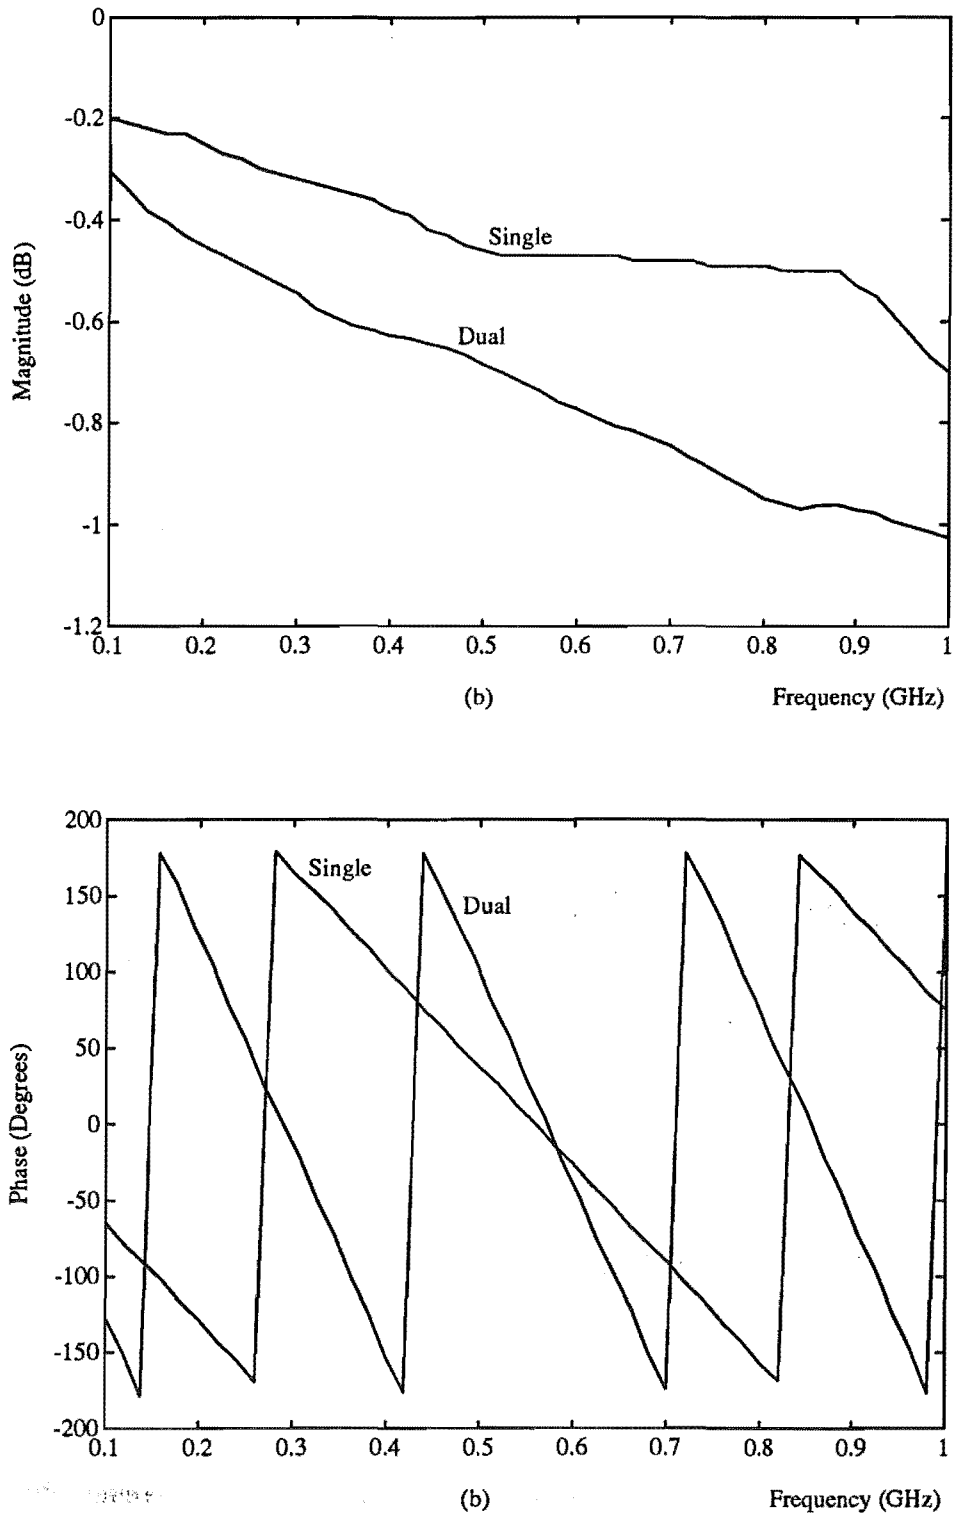 0
-0.2
-0.4
-0.6
-0.8
-1
-1.2
Magnitude (dB)
Single
Dual
0.1 0.2 0.3 0.4 0.5 0.6 0.7 0.8 0.9 1
(b) Frequency (GHz)
200
150
100
50
0
-50
-100
-150
-200
Phase (Degrees)
Single
Dual
0.1 0.2 0.3 0.4 0.5 0.6 0.7 0.8 0.9 1
(b) Frequency (GHz)